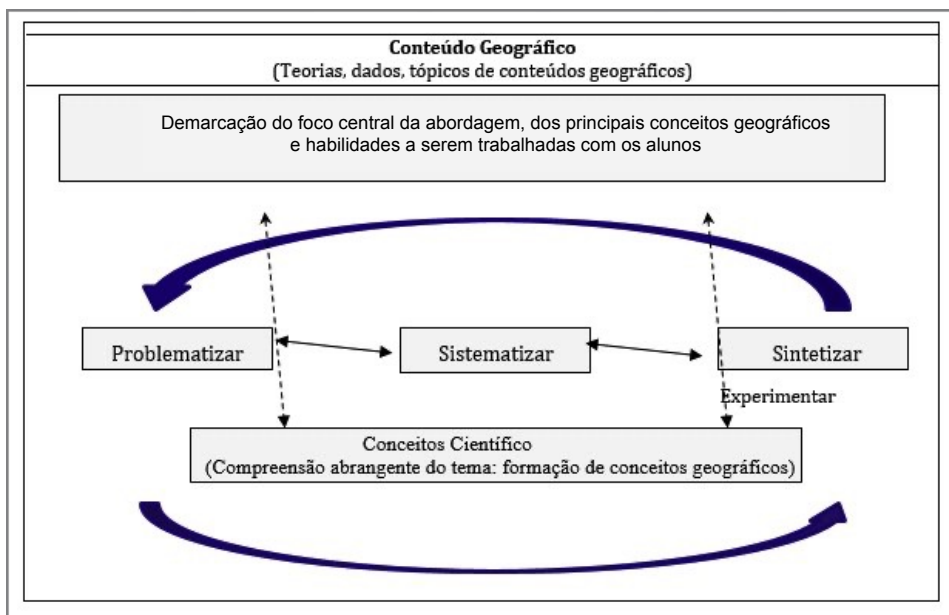 Conteúdo Geográfico
(Teorias, dados, tópicos de conteúdos geográficos)
Demarcação do foco central da abordagem, dos principais conceitos geográficos
e habilidades a serem trabalhadas com os alunos
Problematizar
Sistematizar
Sintetizar
Experimentar
Conceitos Científico
(Compreensão abrangente do tema: formação de conceitos geográficos)